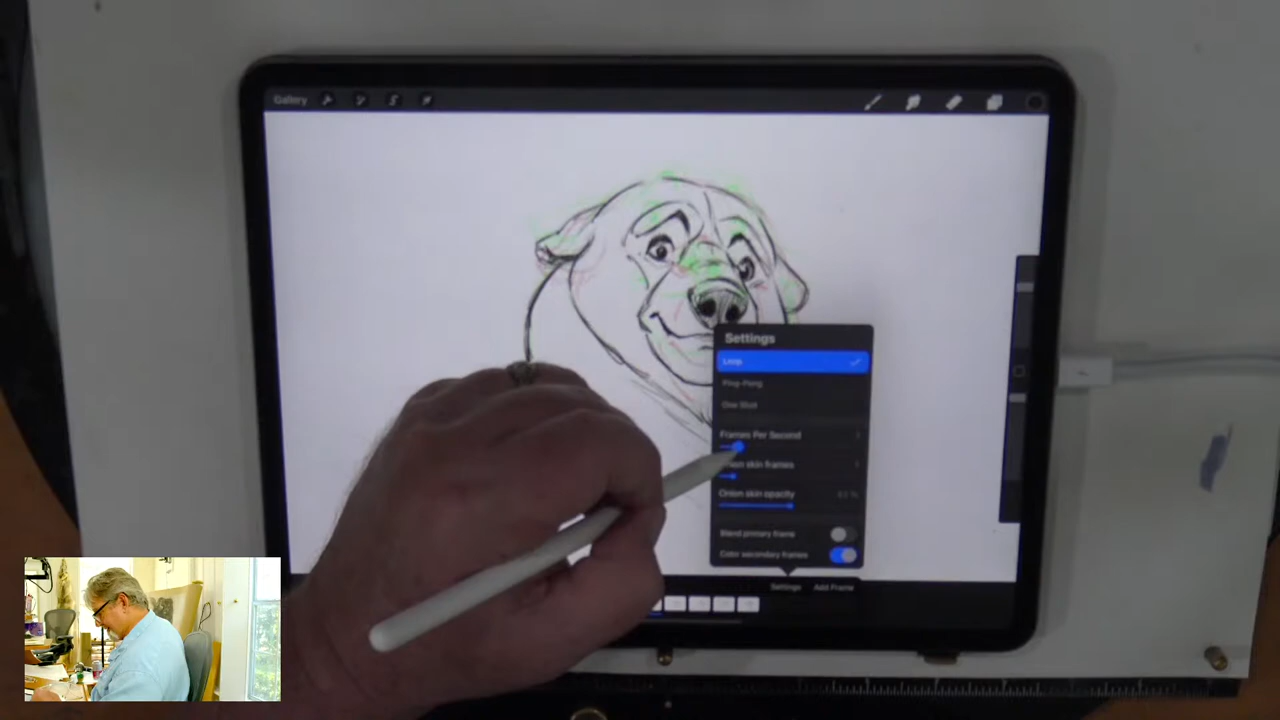 Gallery
Settings
Loop
Ping-Pong
One Shot
Frames Per Second
skin frames
Onion skin opacity
Blend primary frame
Color secondary frames
Settings Add Frame